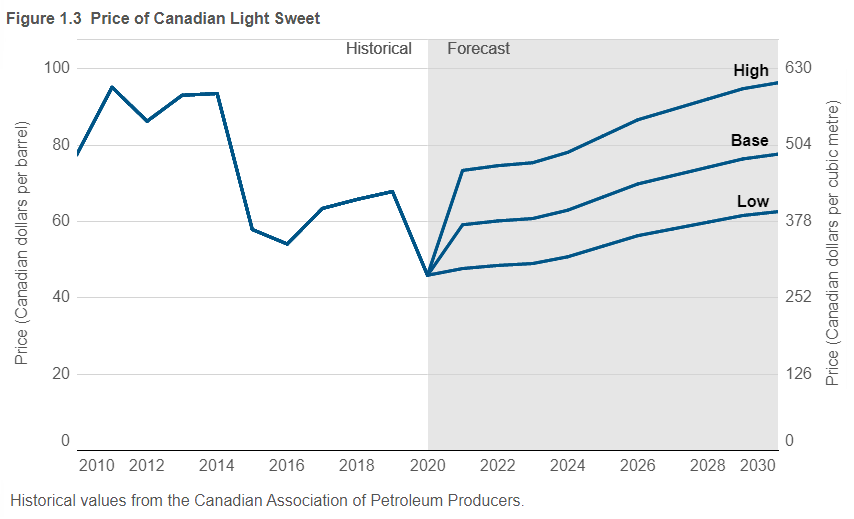 Figure 1.3 Price of Canadian Light Sweet
Historical Forecast
100 630
High
80 504
Base
Low
60 378
40 252
20 126
0 0
Price (Canadian dollars per barrel)
Price (Canadian dollars per cubic metre)
2010 2012 2014 2016 2018 2020 2022 2024 2026 2028 2030
Historical values from the Canadian Association of Petroleum Producers.